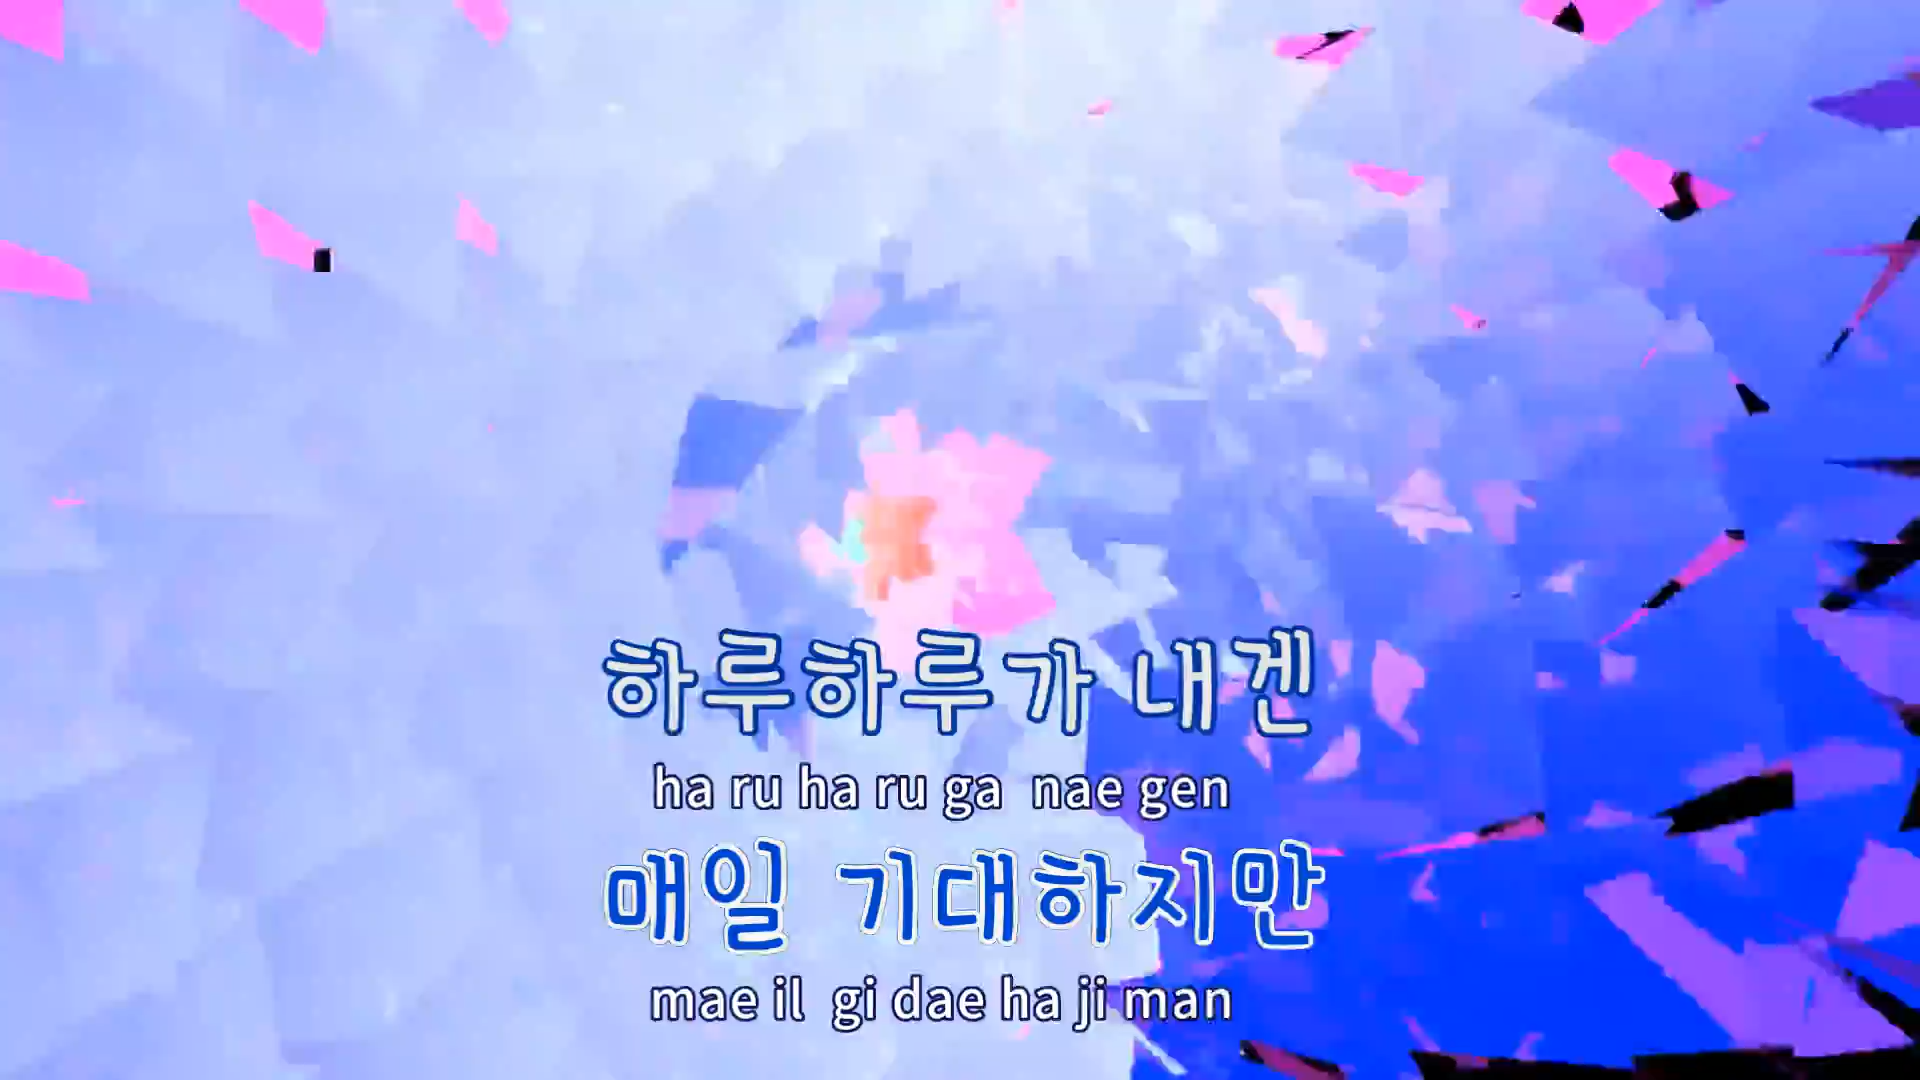 하루하루가 내겐
ha ru ha ru ga nae gen
매일 기대하지만
mae il gi dae ha ji man